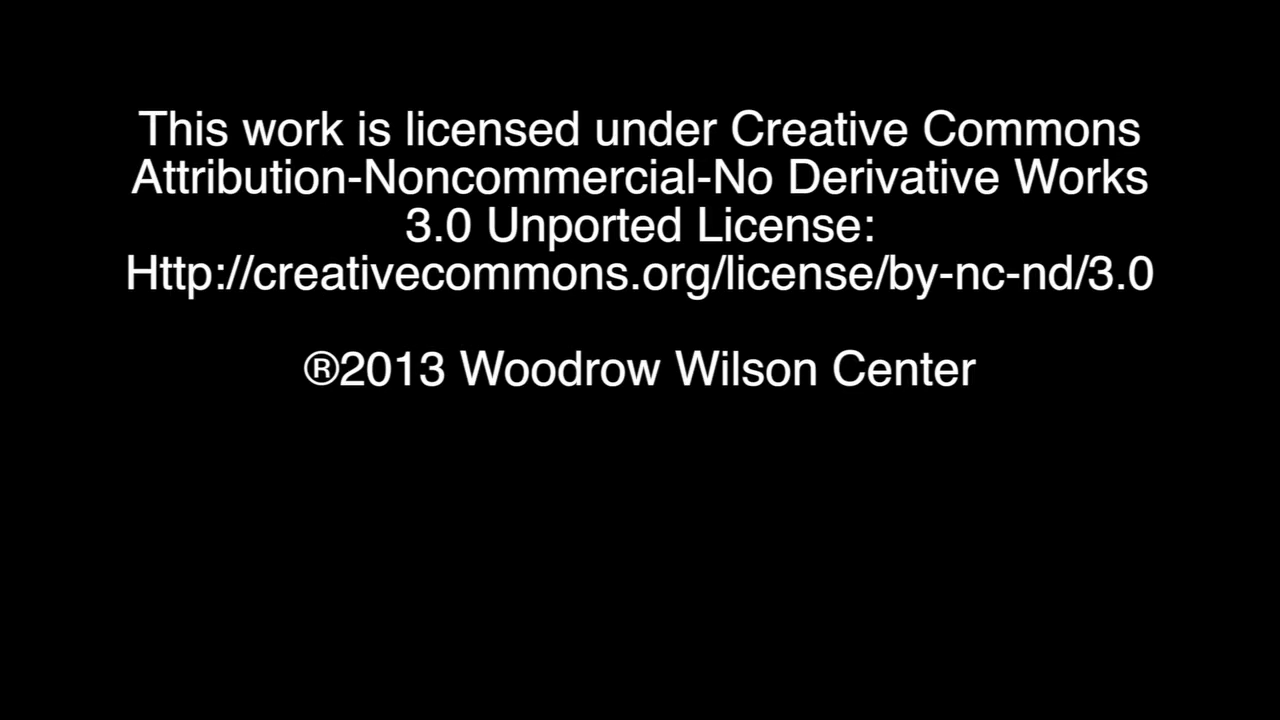 This work is licensed under Creative Commons
Attribution-Noncommercial-No Derivative Works
3.0 Unported License:
Http://creativecommons.org/license/by-nc-nd/3.0
®2013 Woodrow Wilson Center